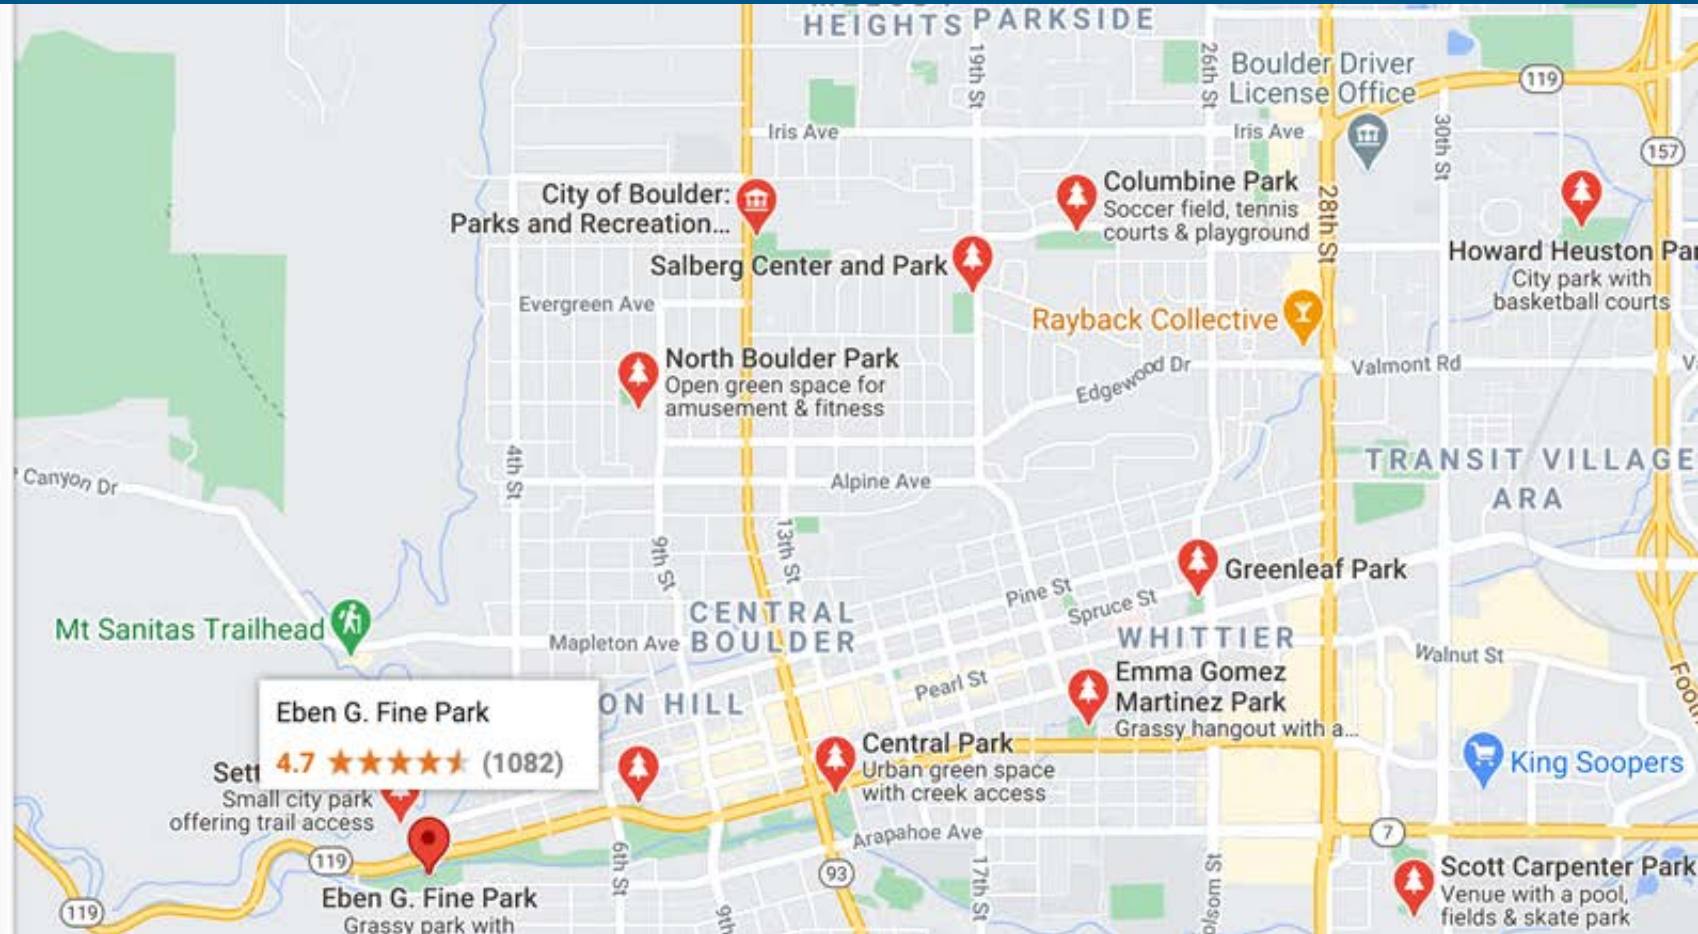 HEIGHTS
PARKSIDE
19th St
26th St
Boulder Driver
License Office
119
30th St
157
Iris Ave
Iris Ave
City of Boulder:
Parks and Recreation...
Columbine Park
Soccer field, tennis
courts & playground
28th St
Howard Heuston Par
City park with
basketball courts
Salberg Center and Park
Evergreen Ave
Rayback Collective
North Boulder Park
Open green space for
amusement & fitness
Edgewood Dr
Valmont Rd
4th St
Canyon Dr
Alpine Ave
TRANSIT VILLAGE
ARA
13th St
9th St
Greenleaf Park
Pine St
Spruce St
CENTRAL
BOULDER
Mt Sanitas Trailhead
Mapleton Ave
WHITTIER
Walnut St
Emma Gomez
Martinez Park
Grassy hangout with a...
Pearl St
ON HILL
Eben G. Fine Park
4.7 (1082)
Sett
Small city park
offering trail access
Central Park
Urban green space
with creek access
King Soopers
Arapahoe Ave
7
119
6th St
93
17th St
olsom St
Scott Carpenter Park
Venue with a pool,
fields & skate park
Eben G. Fine Park
Grassy park with
119
9th